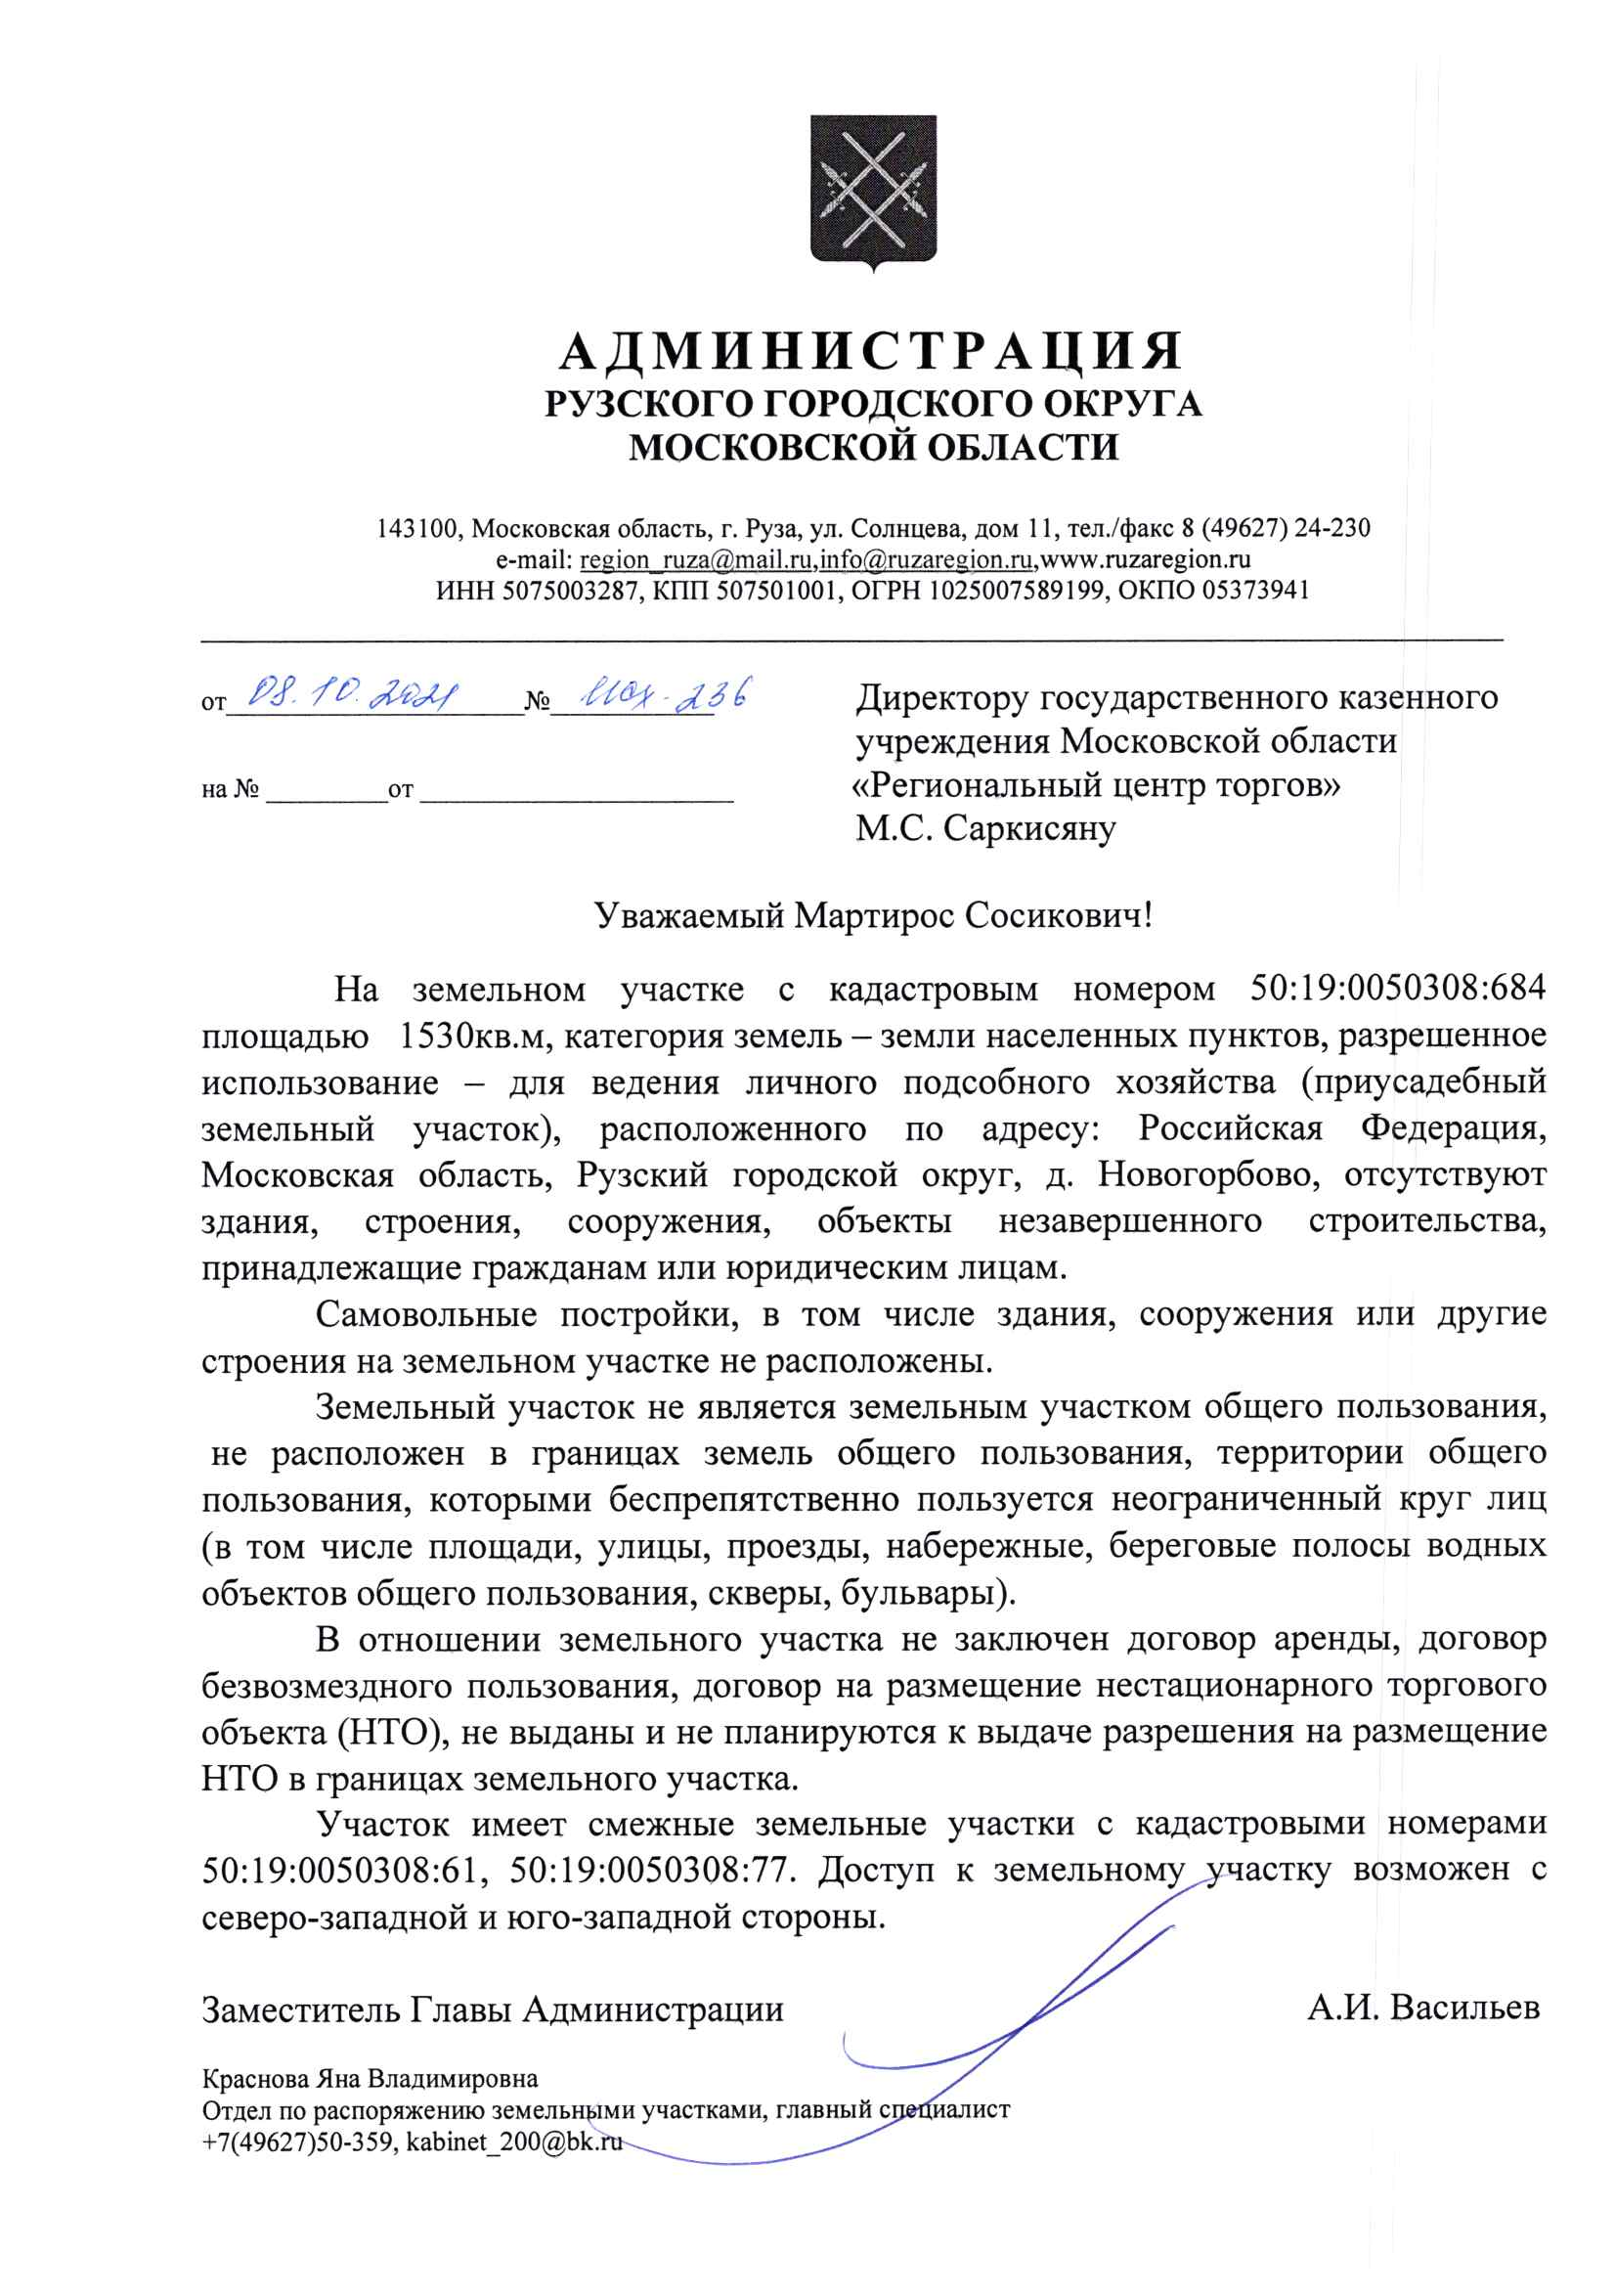 АДМИНИСТРАЦИЯ
РУЗСКОГО ГОРОДСКОГО ОКРУГА
МОСКОВСКОЙ ОБЛАСТИ
143100, Московская область, г. Руза, ул. Солнцева, дом 11, тел./факс 8 (49627) 24-230
e-mail: region_ruza@mail.ru,info@ruzaregion.ru,www.ruzaregion.ru
ИНН 5075003287, КПП 507501001, ОГРН 1025007589199, ОКПО 05373941
от 08.10.2021 № исх-236
на № __________от
Директору государственного казенного
учреждения Московской области
«Региональный центр торгов»
М.С. Саркисяну
Уважаемый Мартирос Сосикович!
На земельном участке с кадастровым номером 50:19:0050308:684
площадью 1530кв.м, категория земель – земли населенных пунктов, разрешенное
использование – для ведения личного подсобного хозяйства (приусадебный
земельный участок), расположенного по адресу: Российская Федерация,
Московская область, Рузский городской округ, д. Новогорбово, отсутствуют
здания, строения, сооружения, объекты незавершенного строительства,
принадлежащие гражданам или юридическим лицам.
Самовольные постройки, в том числе здания, сооружения или другие
строения на земельном участке не расположены.
Земельный участок не является земельным участком общего пользования,
не расположен в границах земель общего пользования, территории общего
пользования, которыми беспрепятственно пользуется неограниченный круг лиц
(в том числе площади, улицы, проезды, набережные, береговые полосы водных
объектов общего пользования, скверы, бульвары).
В отношении земельного участка не заключен договор аренды, договор
безвозмездного пользования, договор на размещение нестационарного торгового
объекта (НТО), не выданы и не планируются к выдаче разрешения на размещение
НТО в границах земельного участка.
Участок имеет смежные земельные участки с кадастровыми номерами
50:19:0050308:61, 50:19:0050308:77. Доступ к земельному участку возможен с
северо-западной и юго-западной стороны.
Заместитель Главы Администрации А.И. Васильев
Краснова Яна Владимировна
Отдел по распоряжению земельными участками, главный специалист
+7(49627)50-359, kabinet_200@bk.ru